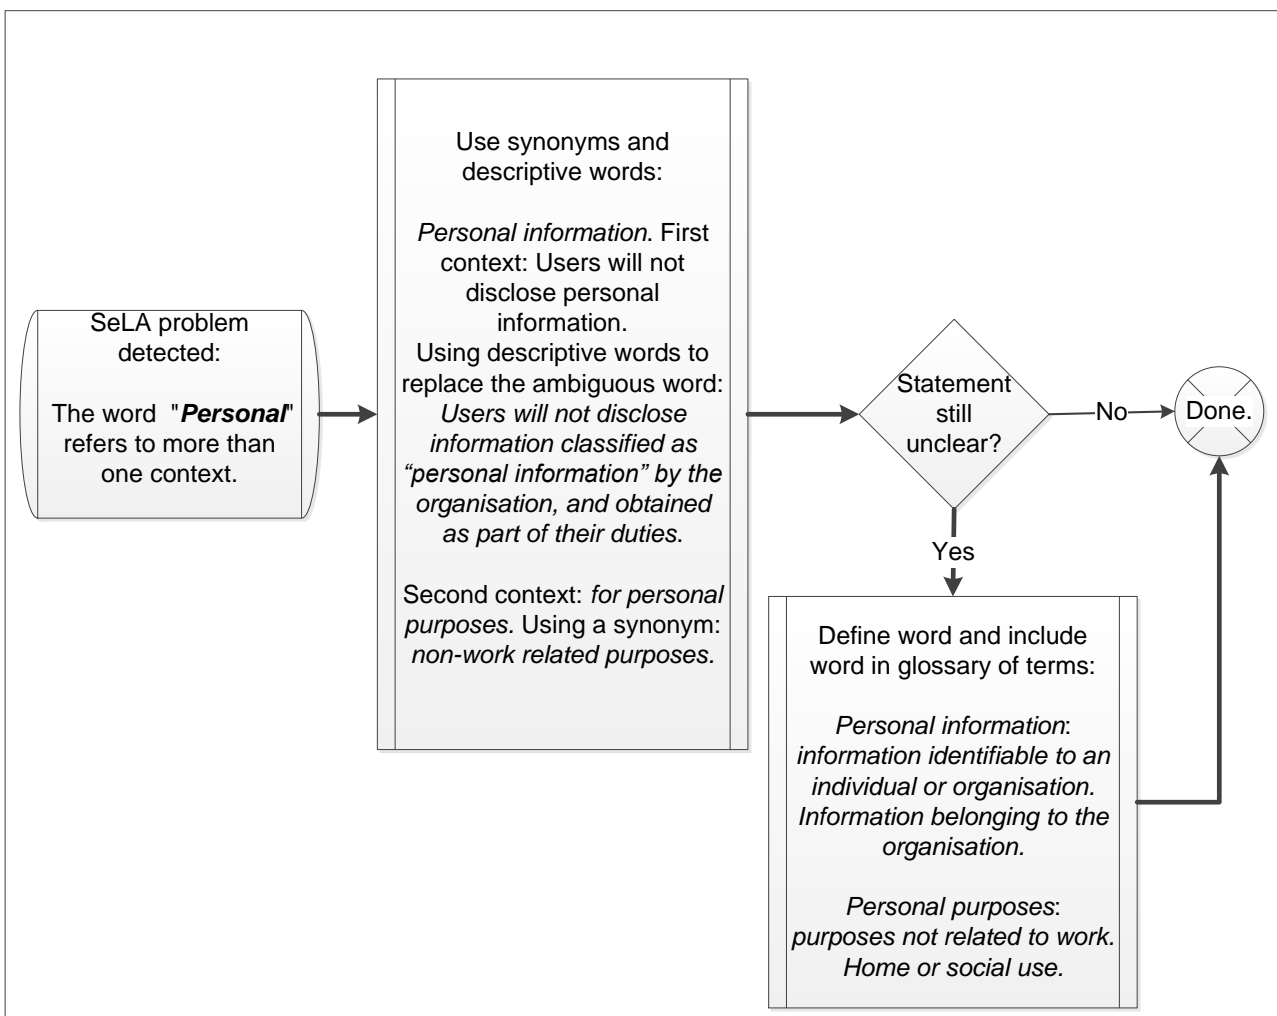 SeLA problem
detected:
The word "Personal"
refers to more than
one context.
Use synonyms and
descriptive words:
Personal information. First
context: Users will not
disclose personal
information.
Using descriptive words to
replace the ambiguous word:
Users will not disclose
information classified as
“personal information” by the
organisation, and obtained
as part of their duties.
Second context: for personal
purposes. Using a synonym:
non-work related purposes.
Statement
still
unclear?
No
Done.
Yes
Define word and include
word in glossary of terms:
Personal information:
information identifiable to an
individual or organisation.
Information belonging to the
organisation.
Personal purposes:
purposes not related to work.
Home or social use.